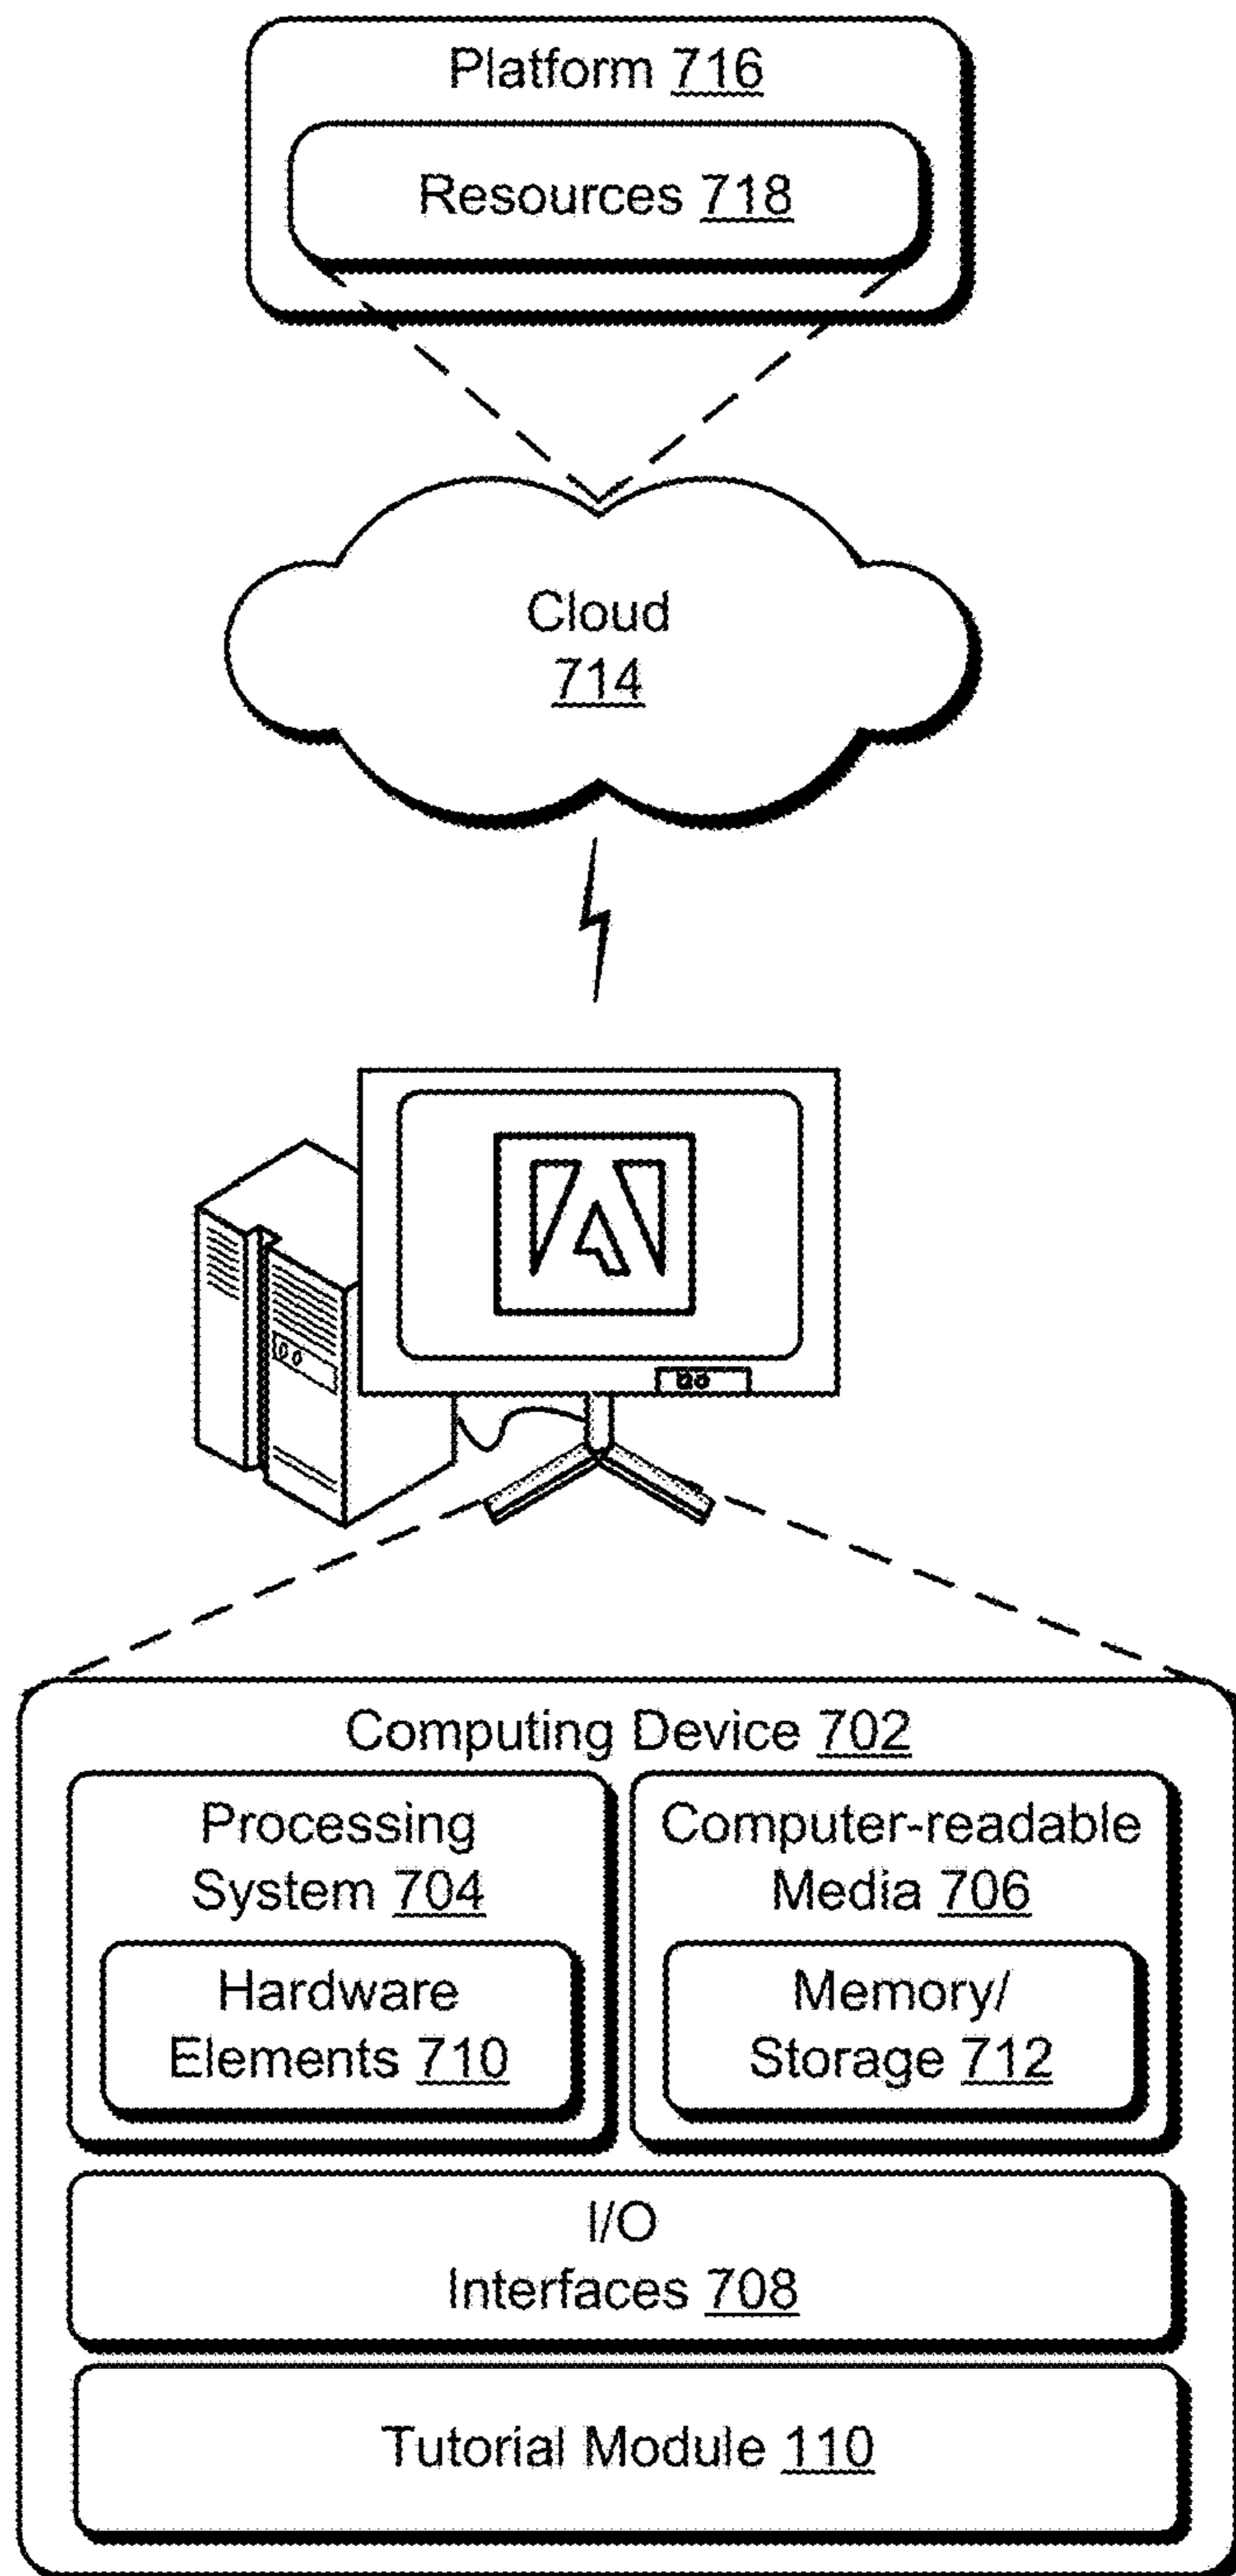 Platform 716
Resources 718
Cloud
714
Computing Device 702
Processing
System 704
Hardware
Elements 710
Computer-readable
Media 706
Memory/
Storage 712
I/O
Interfaces 708
Tutorial Module 110